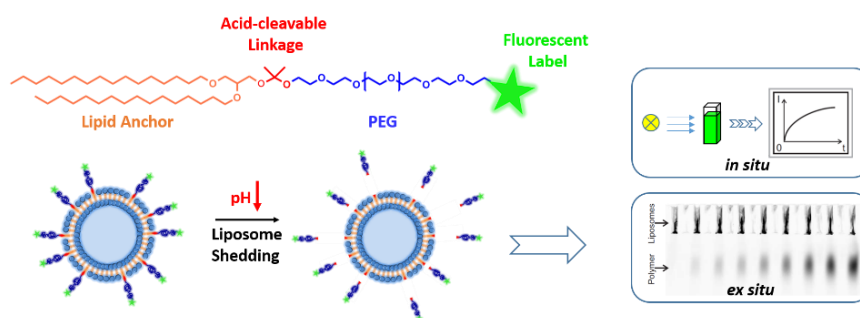 Acid-cleavable
Linkage
Fluorescent
Label
O
O
O
O
O
O
O
O
O
O
Lipid Anchor
PEG
I
0
t
in situ
pH
Liposome
Shedding
Liposomes
Polymer
ex situ